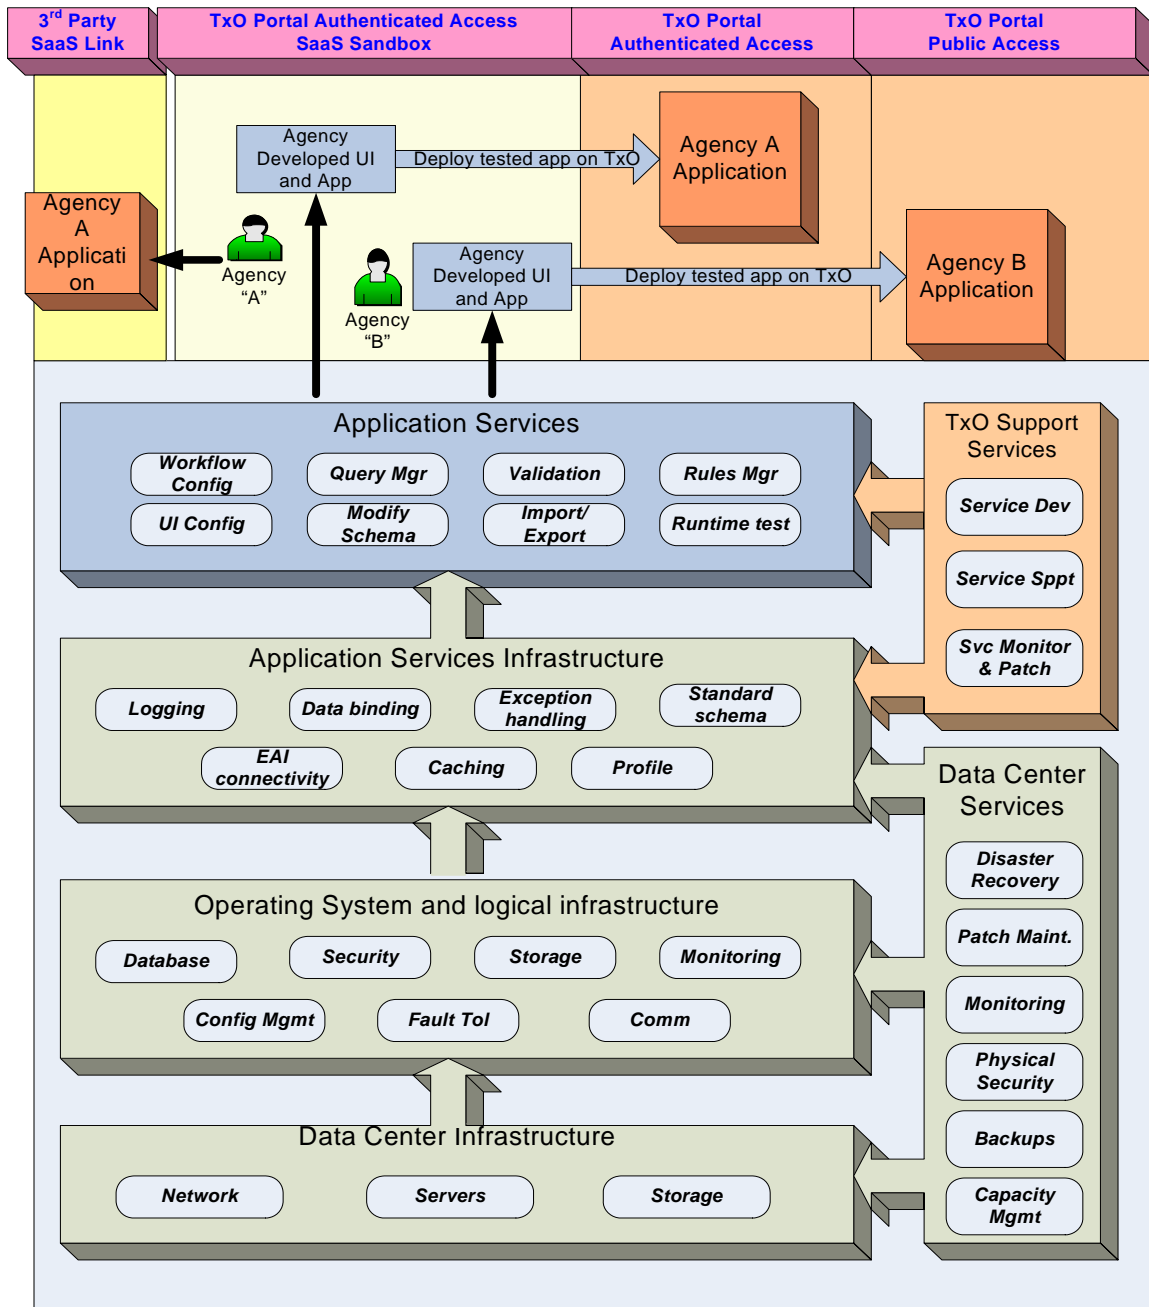 3rd Party
SaaS Link
TxO Portal Authenticated Access
SaaS Sandbox
TxO Portal
Authenticated Access
TxO Portal
Public Access
Agency
Developed UI
and App
Deploy tested app on TxO
Agency A
Application
Agency
A
Applicati
on
Agency
“A”
Agency
“B”
Agency
Developed UI
and App
Deploy tested app on TxO
Agency B
Application
Application Services
Workflow
Config
Query Mgr
Validation
Rules Mgr
UI Config
Modify
Schema
Import/
Export
Runtime test
TxO Support
Services
Service Dev
Service Sppt
Svc Monitor
& Patch
Application Services Infrastructure
Logging
Data binding
Exception
handling
Standard
schema
EAI
connectivity
Caching
Profile
Data Center
Services
Disaster
Recovery
Patch Maint.
Monitoring
Physical
Security
Backups
Capacity
Mgmt
Operating System and logical infrastructure
Database
Security
Storage
Monitoring
Config Mgmt
Fault Tol
Comm
Data Center Infrastructure
Network
Servers
Storage